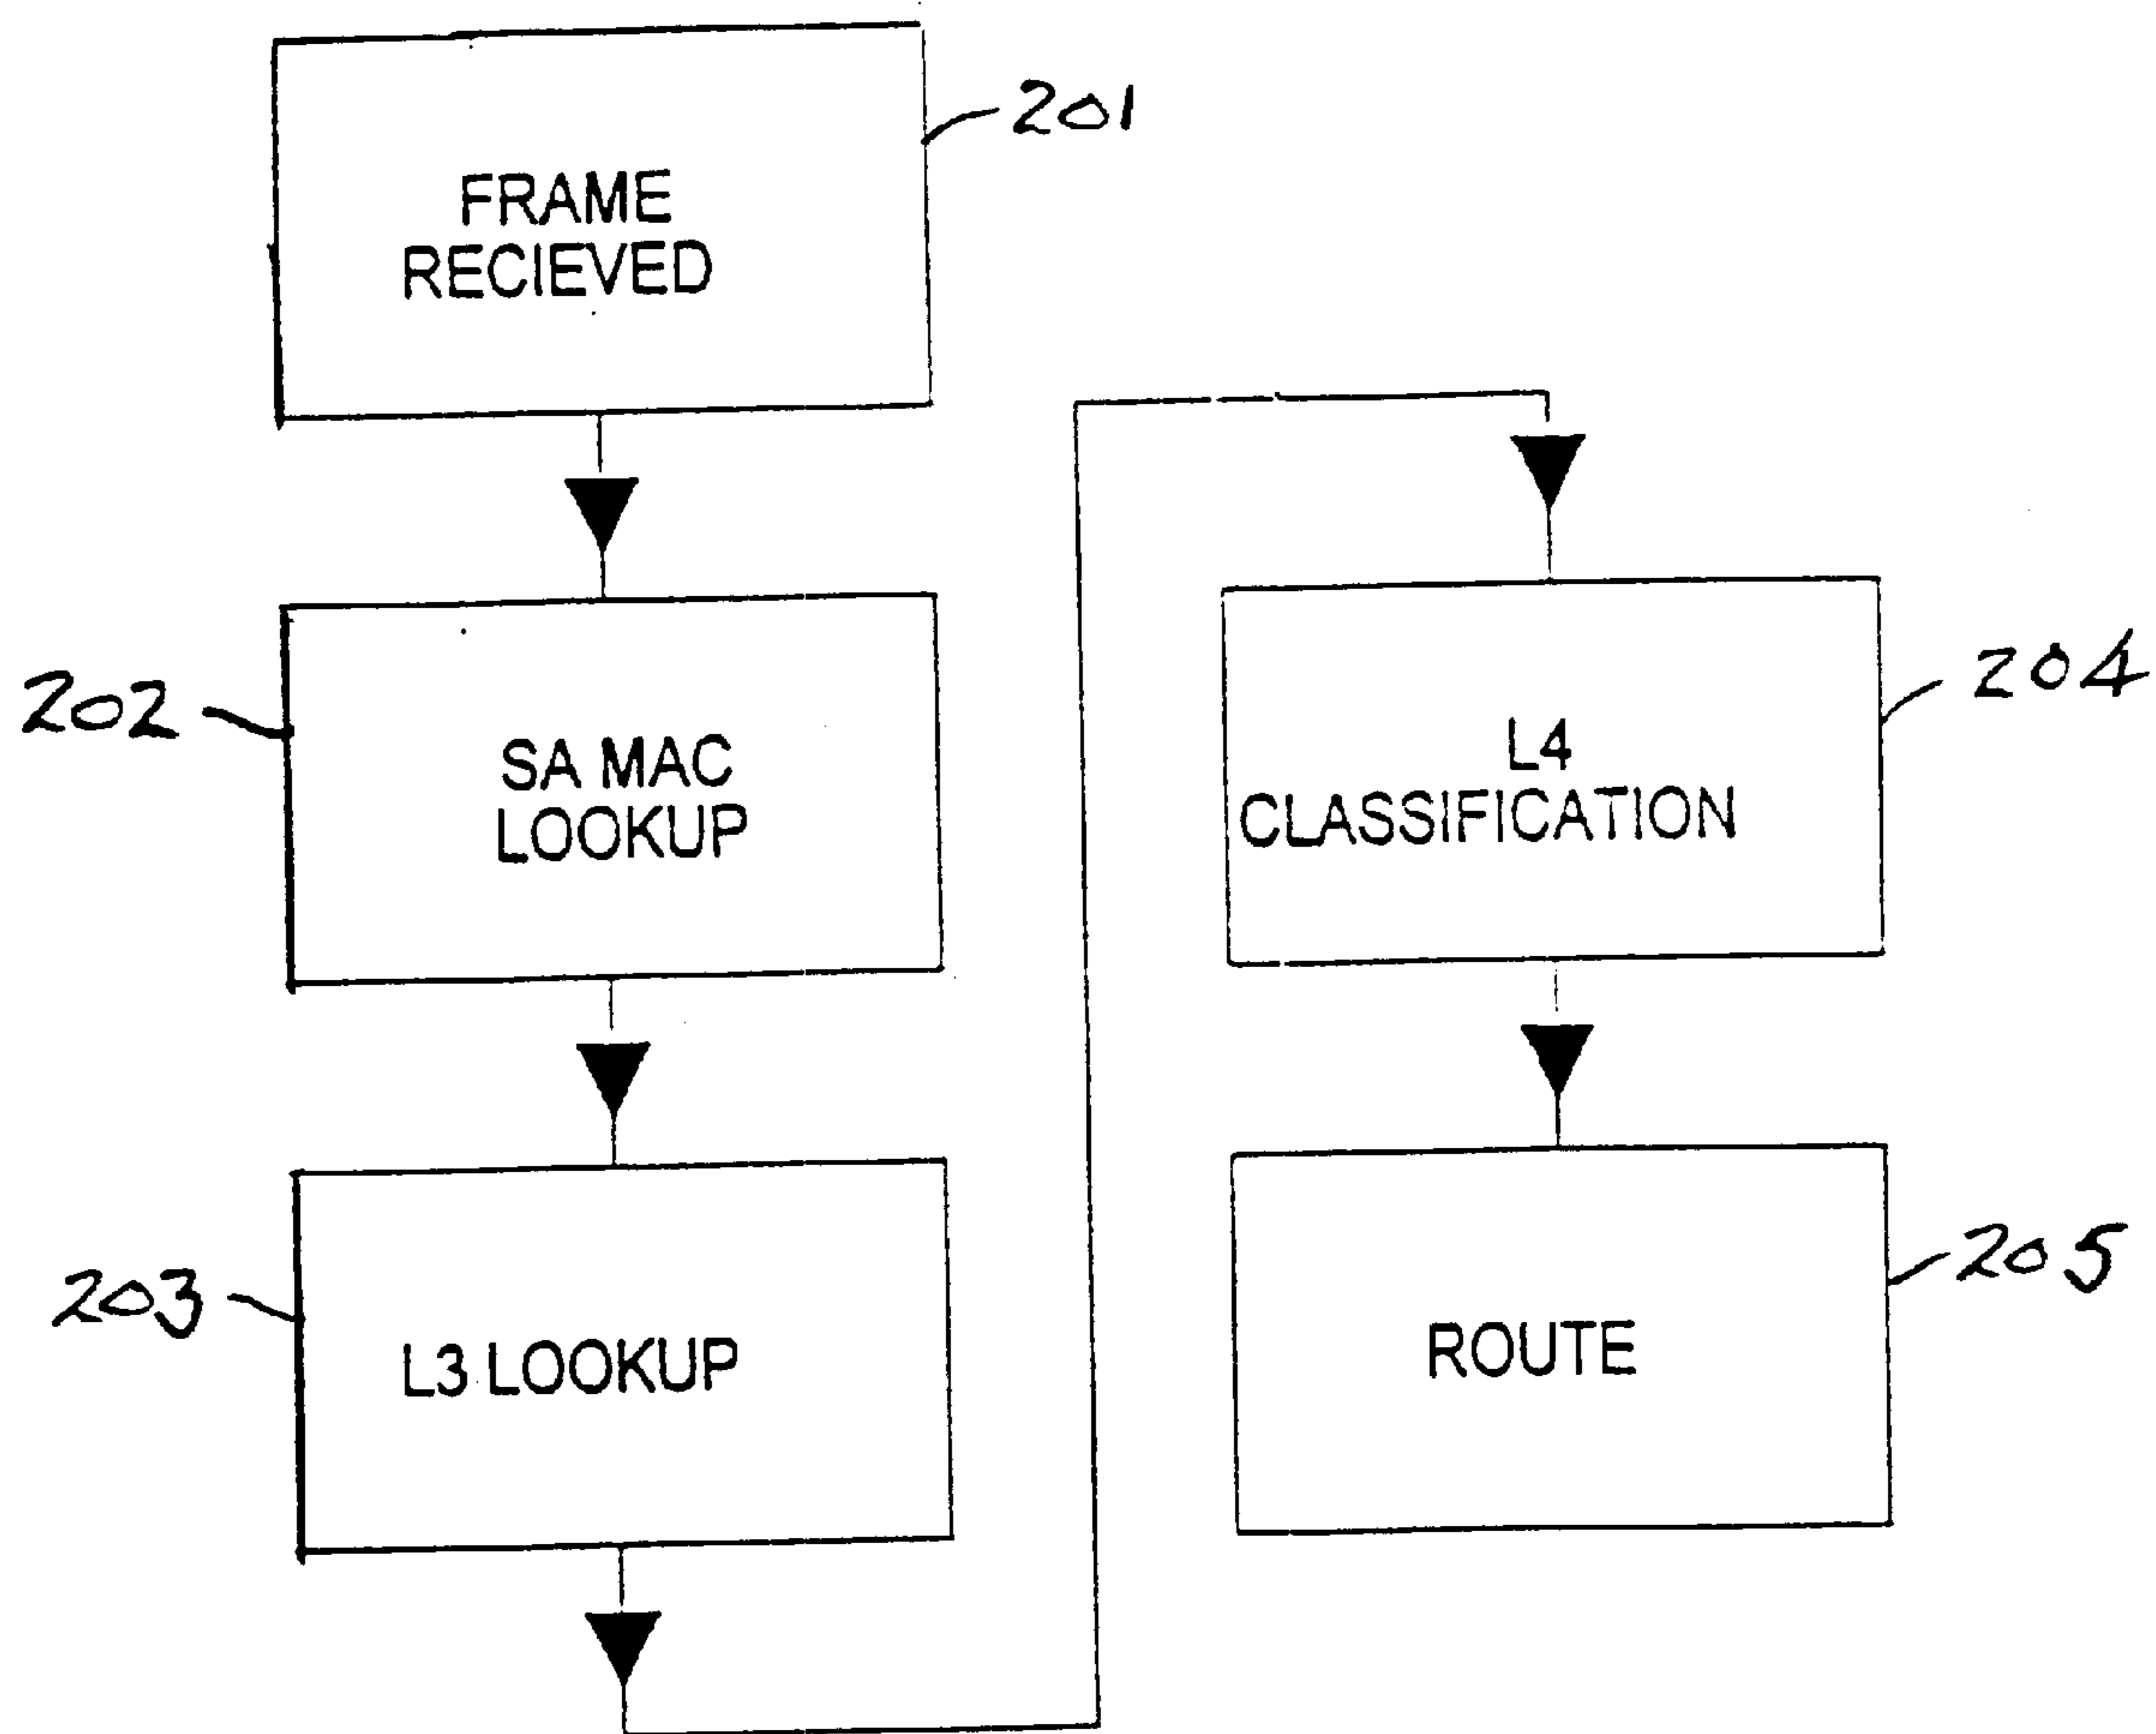 FRAME
RECIEVED
201
202
SA MAC
LOOKUP
203
L3 LOOKUP
L4
CLASSIFICATION
204
ROUTE
205